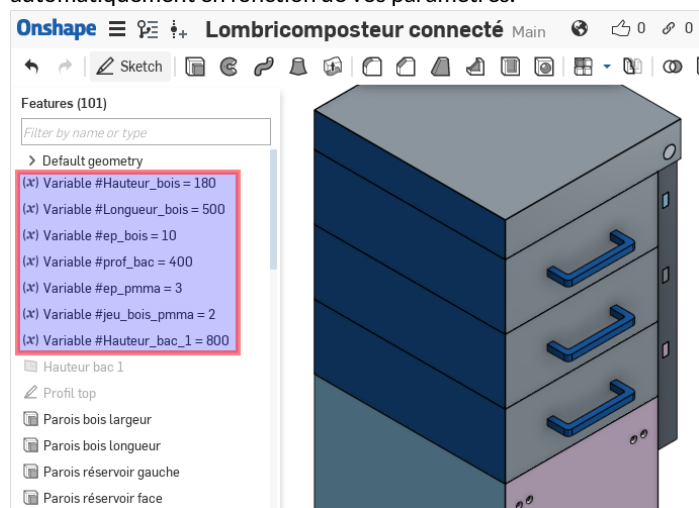 automatiquement en fonction de vos paramètres.
Onshape Lombricomposteur connecté Main 0 0
Sketch
Features (101)
Filter by name or type
Default geometry
(x) Variable #Hauteur_bois = 180
(x) Variable #Longueur_bois = 500
(x) Variable #ep_bois = 10
(x) Variable #prof_bac = 400
(x) Variable #ep_pmma = 3
(x) Variable #jeu_bois_pmma = 2
(x) Variable #Hauteur_bac_1 = 800
Hauteur bac 1
Profil top
Parois bois largeur
Parois bois longueur
Parois réservoir gauche
Parois réservoir face